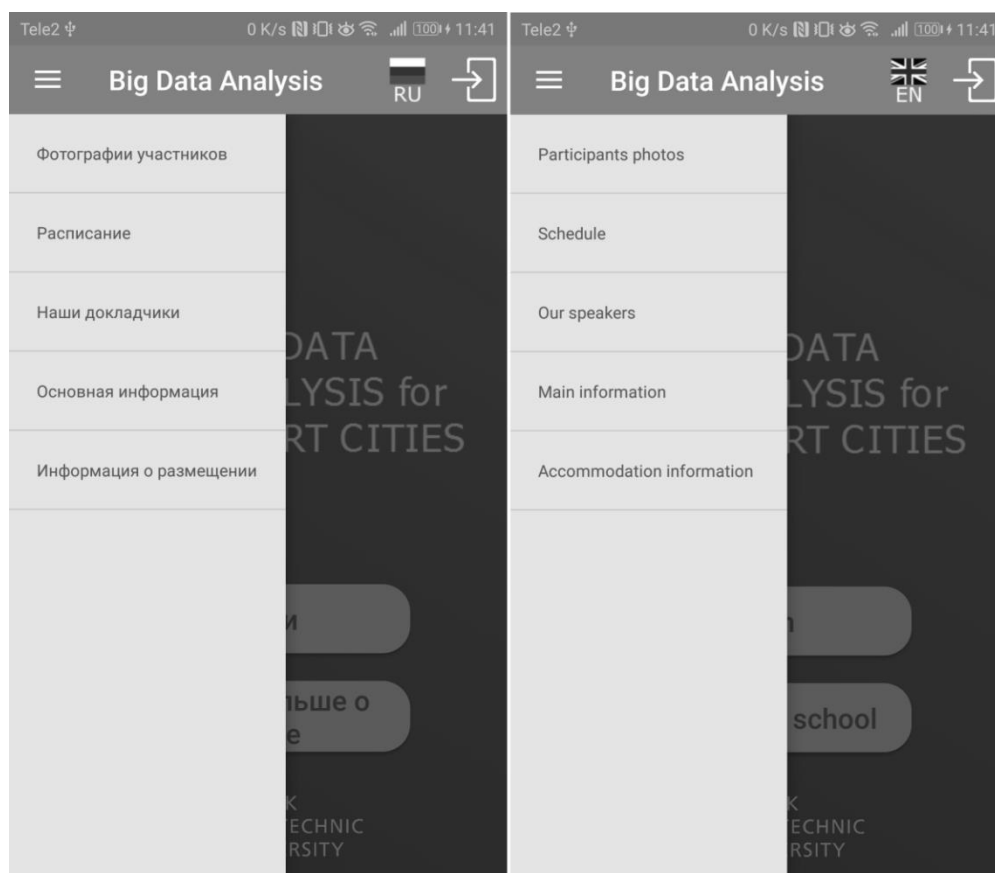 Tele2 0 K/s 100 11:41
Big Data Analysis RU
Фотографии участников
Расписание
Наши докладчики
Основная информация
Информация о размещении
DATA
LYSIS for
RT CITIES
и
льше о
е
K
ECHNIC
RSITY
Tele2 0 K/s 100 11:41
Big Data Analysis EN
Participants photos
Schedule
Our speakers
Main information
Accommodation information
DATA
LYSIS for
RT CITIES
school
K
ECHNIC
RSITY